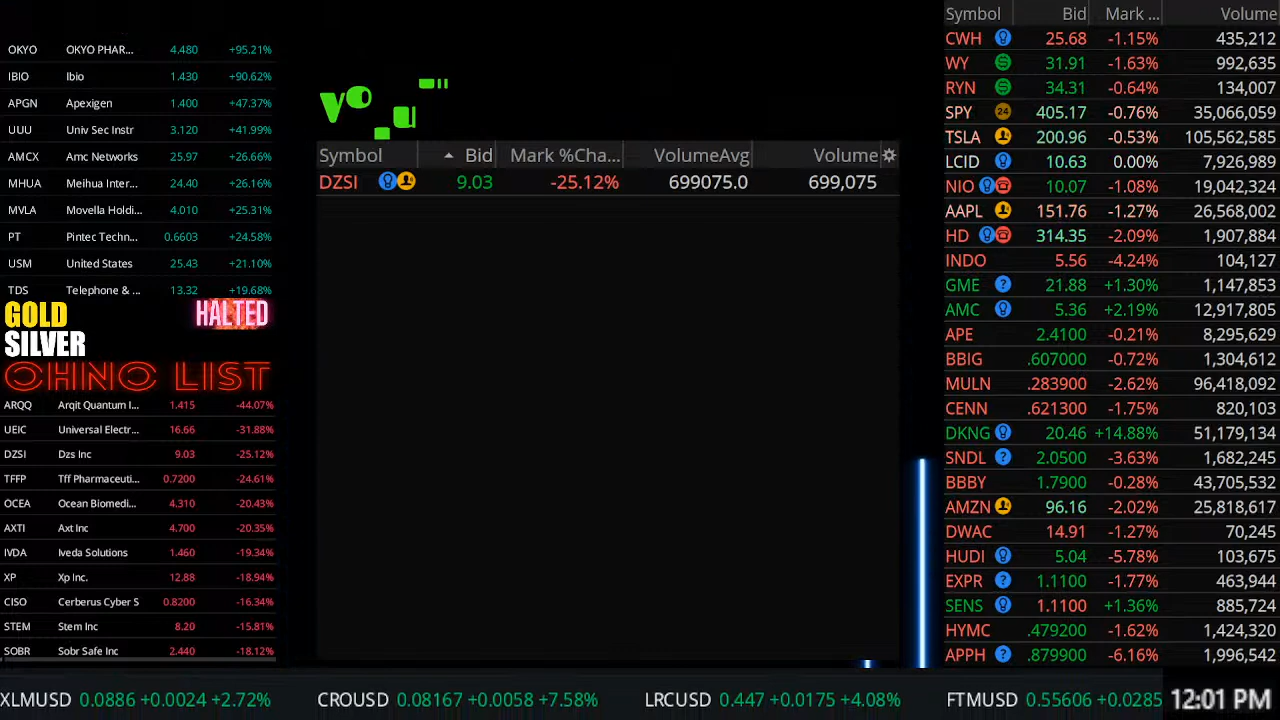 OKYO OKYO PHAR... 4.480 +95.21%
IBIO Ibio 1.430 +90.62%
APGN Apexigen 1.400 +47.37%
UUU Univ Sec Instr 3.120 +41.99%
AMCX Amc Networks 25.97 +26.66%
MHUA Meihua Inter... 24.40 +26.16%
MVLA Movella Holdi... 4.010 +25.31%
PT Pintec Techn... 0.6603 +24.58%
USM United States 25.43 +21.10%
TDS Telephone & ... 13.32 +19.68%
GOLD HALTED
SILVER
OHNO LIST
ARQQ Arqit Quantum I... 1.415 -44.07%
UEIC Universal Electr... 16.66 -31.88%
DZSI Dzs Inc 9.03 -25.12%
TFFP Tff Pharmaceuti... 0.7200 -24.61%
OCEA Ocean Biomedi... 4.310 -20.43%
AXTI Axt Inc 4.700 -20.35%
IVDA Iveda Solutions 1.460 -19.34%
XP Xp Inc. 12.88 -18.94%
CISO Cerberus Cyber S 0.8200 -16.34%
STEM Stem Inc 8.20 -15.81%
SOBR Sobr Safe Inc 2.440 -18.12%
Symbol Bid Mark %Cha... VolumeAvg Volume
DZSI 9.03 -25.12% 699075.0 699,075
Symbol Bid Mark ... Volume
CWH 25.68 -1.15% 435,212
WY 31.91 -1.63% 992,635
RYN 34.31 -0.64% 134,007
SPY 24 405.17 -0.76% 35,066,059
TSLA 200.96 -0.53% 105,562,585
LCID 10.63 0.00% 7,926,989
NIO 10.07 -1.08% 19,042,324
AAPL 151.76 -1.27% 26,568,002
HD 314.35 -2.09% 1,907,884
INDO 5.56 -4.24% 104,127
GME 21.88 +1.30% 1,147,853
AMC 5.36 +2.19% 12,917,805
APE 2.4100 -0.21% 8,295,629
BBIG .607000 -0.72% 1,304,612
MULN .283900 -2.62% 96,418,092
CENN .621300 -1.75% 820,103
DKNG 20.46 +14.88% 51,179,134
SNDL 2.0500 -3.63% 1,682,245
BBBY 1.7900 -0.28% 43,705,532
AMZN 96.16 -2.02% 25,818,617
DWAC 14.91 -1.27% 70,245
HUDI 5.04 -5.78% 103,675
EXPR 1.1100 -1.77% 463,944
SENS 1.1100 +1.36% 885,724
HYMC .479200 -1.62% 1,424,320
APPH .879900 -6.16% 1,996,542
XLMUSD 0.0886 +0.0024 +2.72% CROUSD 0.08167 +0.0058 +7.58% LRCUSD 0.447 +0.0175 +4.08% FTMUSD 0.55606 +0.0285 12:01 PM